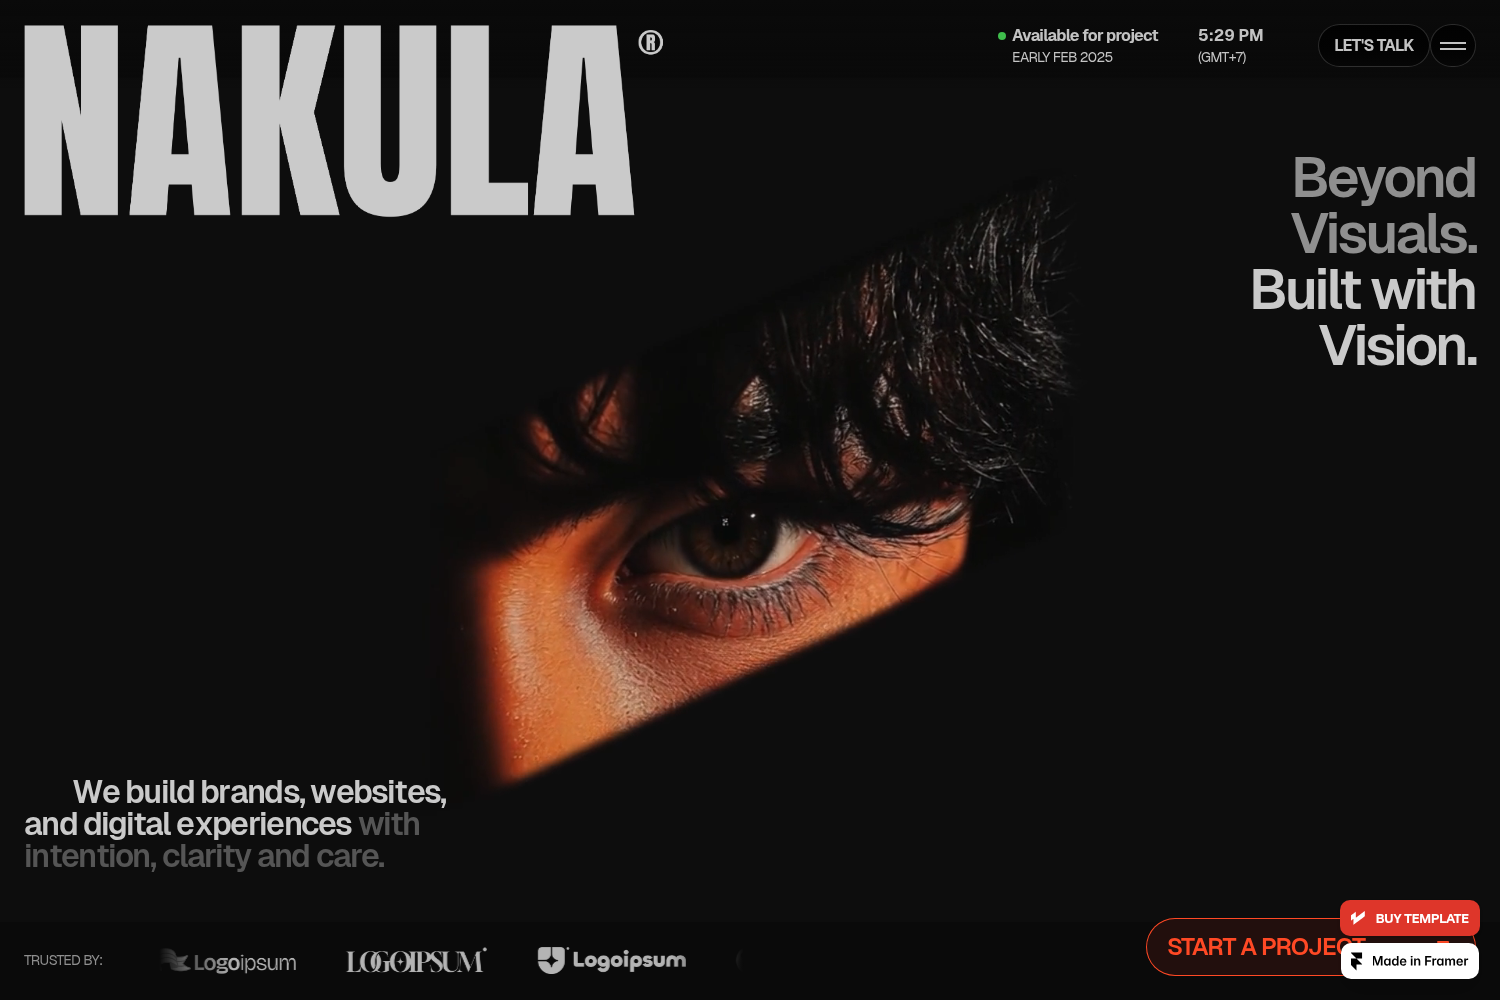 NAKULA®
Available for project
EARLY FEB 2025
5:29 PM
(GMT+7)
LET'S TALK
Beyond
Visuals.
Built with
Vision.
We build brands, websites,
and digital experiences with
intention, clarity and care.
TRUSTED BY:
Logoipsum
LOGOIPSUM
Logoipsum
START A PROJECT
BUY TEMPLATE
Made in Framer